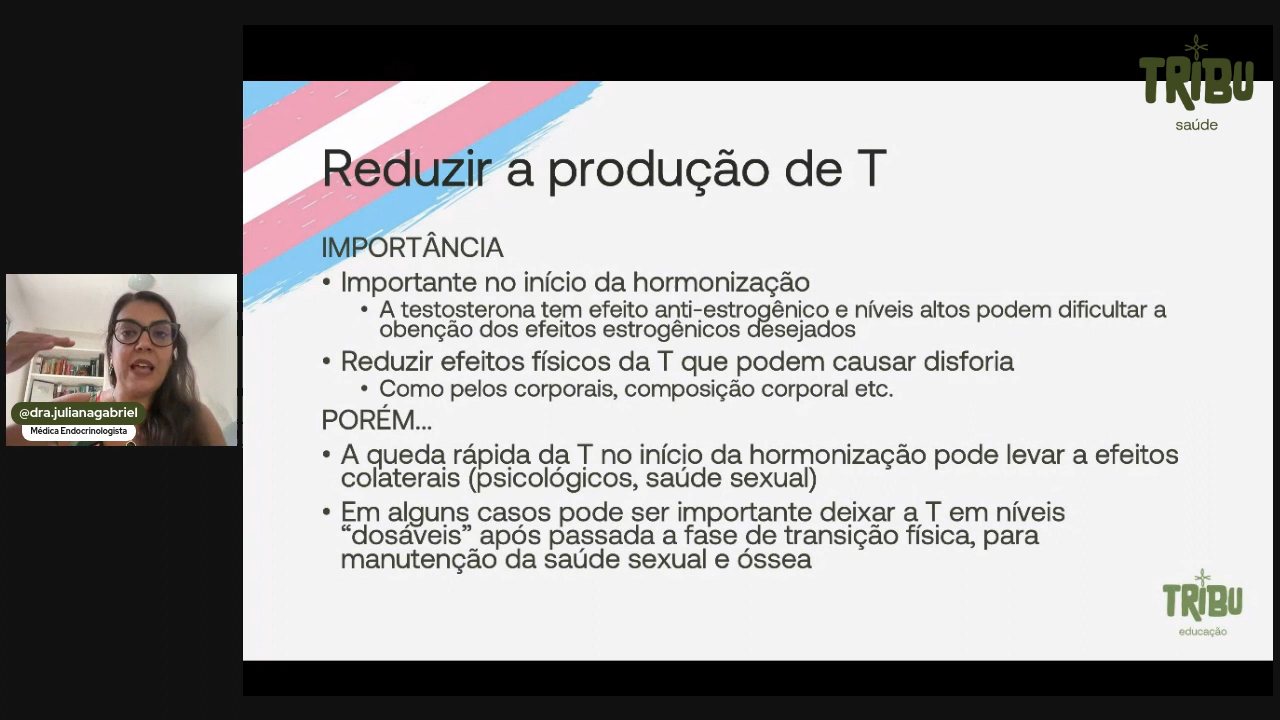 TRIBU
saúde
Reduzir a produção de T
IMPORTÂNCIA
• Importante no início da hormonização
• A testosterona tem efeito anti-estrogênico e níveis altos podem dificultar a
obenção dos efeitos estrogênicos desejados
• Reduzir efeitos físicos da T que podem causar disforia
• Como pelos corporais, composição corporal etc.
PORÉM...
• A queda rápida da T no início da hormonização pode levar a efeitos
colaterais (psicológicos, saúde sexual)
• Em alguns casos pode ser importante deixar a T em níveis
“dosáveis” após passada a fase de transição física, para
manutenção da saúde sexual e óssea
@dra.julianagabriel
Médica Endocrinologista
TRIBU
educação